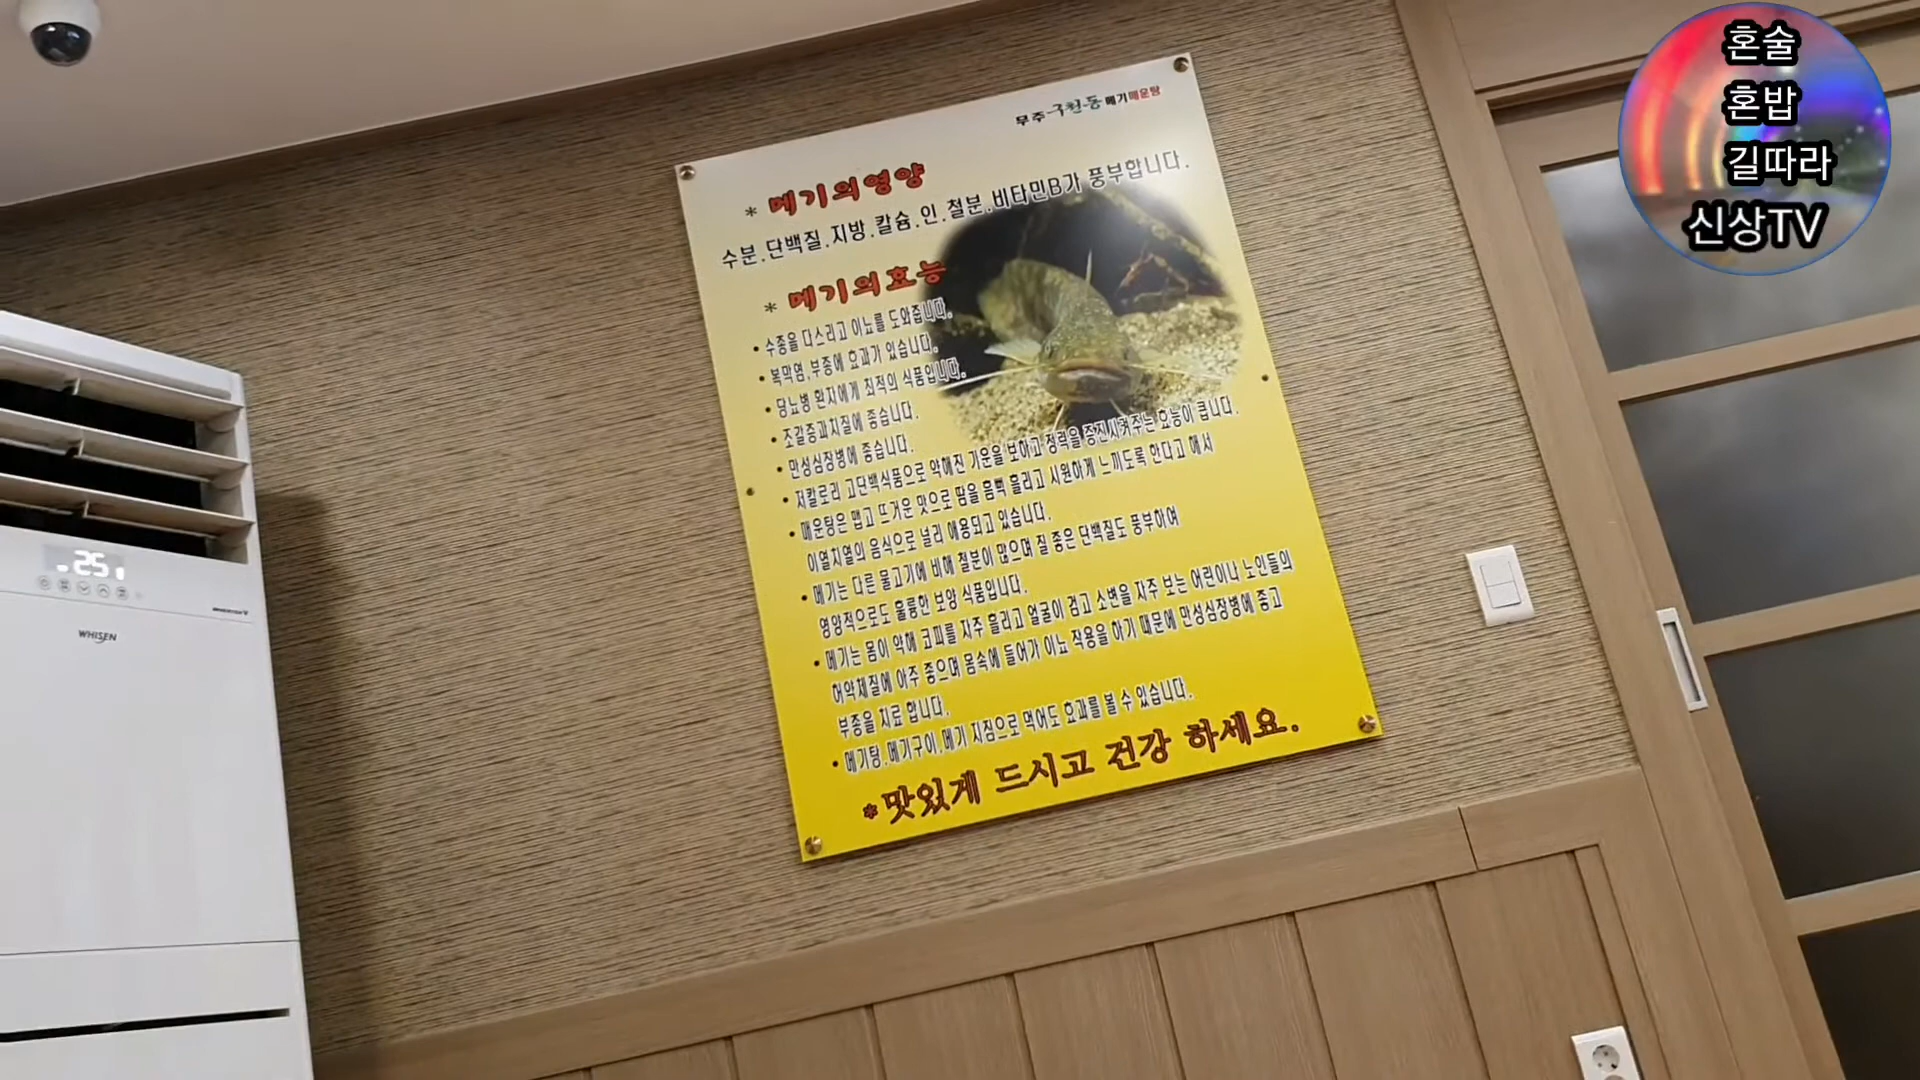 혼술
혼밥
길따라
신상TV
무주구천동메기매운탕
* 메기의영양
수분.단백질.지방.칼슘.인.철분.비타민B가 풍부합니다.
* 메기의효능
• 수종을 다스리고 이뇨를 도와줍니다.
• 복막염.부종에 효과가 있습니다.
• 당뇨병 환자에게 최적의 식품입니다.
• 조갈증과치질에 좋습니다.
• 만성심장병에 좋습니다.
• 저칼로리 고단백식품으로 약해진 기운을 보하고 정력을 증진시켜주는 효능이 큽니다.
• 매운탕은 맵고 뜨거운 맛으로 땀을 흠뻑 흘리고 시원하게 느끼도록 한다고 해서
이열치열의 음식으로 널리 애용되고 있습니다.
• 메기는 다른 물고기에 비해 철분이 많으며 질 좋은 단백질도 풍부하여
영양적으로도 훌륭한 보양 식품입니다.
• 메기는 몸이 약해 코피를 자주 흘리고 얼굴이 검고 소변을 자주 보는 어린이나 노인들의
허약체질에 아주 좋으며 몸속에 들어가 이뇨 작용을 하기 때문에 만성심장병에 좋고
부종을 치료 합니다.
• 메기탕.메기구이.메기 지짐으로 먹어도 효과를 볼 수 있습니다.
*맛있게 드시고 건강 하세요.
25
WHISEN